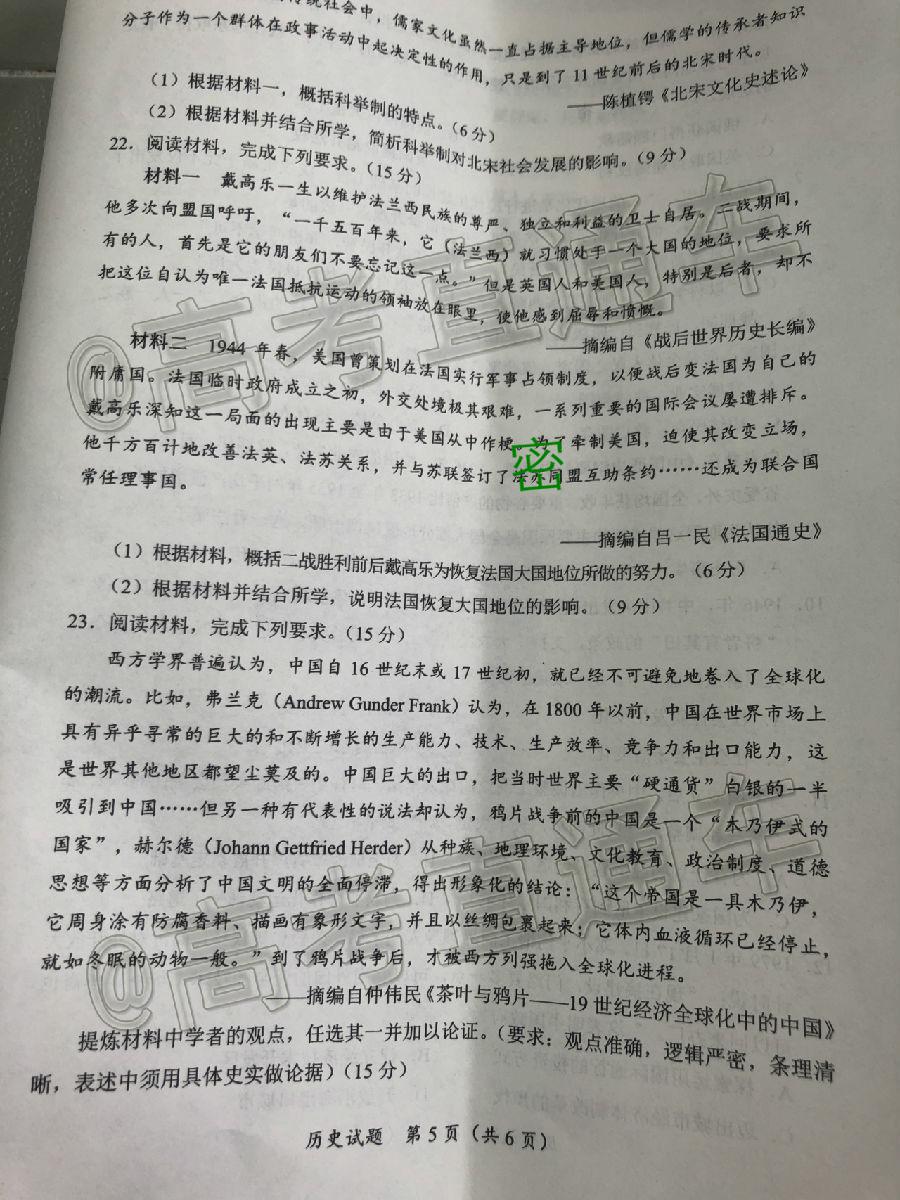 传统社会中，儒家文化虽然一直占据主导地位，但儒学的传承者知识
分子作为一个群体在政事活动中起决定性的作用，只是到了11世纪前后的北宋时代。
——陈植锷《北宋文化史述论》
（1）根据材料一，概括科举制的特点。（6分）
（2）根据材料并结合所学，简析科举制对北宋社会发展的影响。（9分）
22．阅读材料，完成下列要求。（15分）
材料一　戴高乐一生以维护法兰西民族的尊严、独立和利益的卫士自居。二战期间，
他多次向盟国呼吁，“一千五百年来，它（法兰西）就习惯处于一个大国的地位，要求所
有的人，首先是它的朋友们不要忘记这一点。”但是英国人和美国人，特别是后者，却不
把这位自认为唯一法国抵抗运动的领袖放在眼里，使他感到屈辱和愤慨。
——摘编自《战后世界历史长编》
材料二　1944年春，美国曾策划在法国实行军事占领制度，以便战后变法国为自己的
附庸国。法国临时政府成立之初，外交处境极其艰难，一系列重要的国际会议屡遭排斥。
戴高乐深知这一局面的出现主要是由于美国从中作梗，为了牵制美国，迫使其改变立场，
他千方百计地改善法英、法苏关系，并与苏联签订了法苏同盟互助条约……还成为联合国
常任理事国。
密
——摘编自吕一民《法国通史》
（1）根据材料，概括二战胜利前后戴高乐为恢复法国大国地位所做的努力。（6分）
（2）根据材料并结合所学，说明法国恢复大国地位的影响。（9分）
23．阅读材料，完成下列要求。（15分）
西方学界普遍认为，中国自16世纪末或17世纪初，就已经不可避免地卷入了全球化
的潮流。比如，弗兰克（Andrew Gunder Frank）认为，在1800年以前，中国在世界市场上
具有异乎寻常的巨大的和不断增长的生产能力、技术、生产效率、竞争力和出口能力，这
是世界其他地区都望尘莫及的。中国巨大的出口，把当时世界主要“硬通货”白银的一半
吸引到中国……但另一种有代表性的说法却认为，鸦片战争前的中国是一个“木乃伊式的
国家”，赫尔德（Johann Gettfried Herder）从种族、地理环境、文化教育、政治制度、道德
思想等方面分析了中国文明的全面停滞，得出形象化的结论：“这个帝国是一具木乃伊，
它周身涂有防腐香料、描画有象形文字，并且以丝绸包裹起来；它体内血液循环已经停止，
就如冬眠的动物一般。”到了鸦片战争后，才被西方列强拖入全球化进程。
——摘编自仲伟民《茶叶与鸦片——19世纪经济全球化中的中国》
提炼材料中学者的观点，任选其一并加以论证。（要求：观点准确，逻辑严密，条理清
晰，表述中须用具体史实做论据）（15分）
历史试题　第5页（共6页）
@高考直通车
@高考直通车